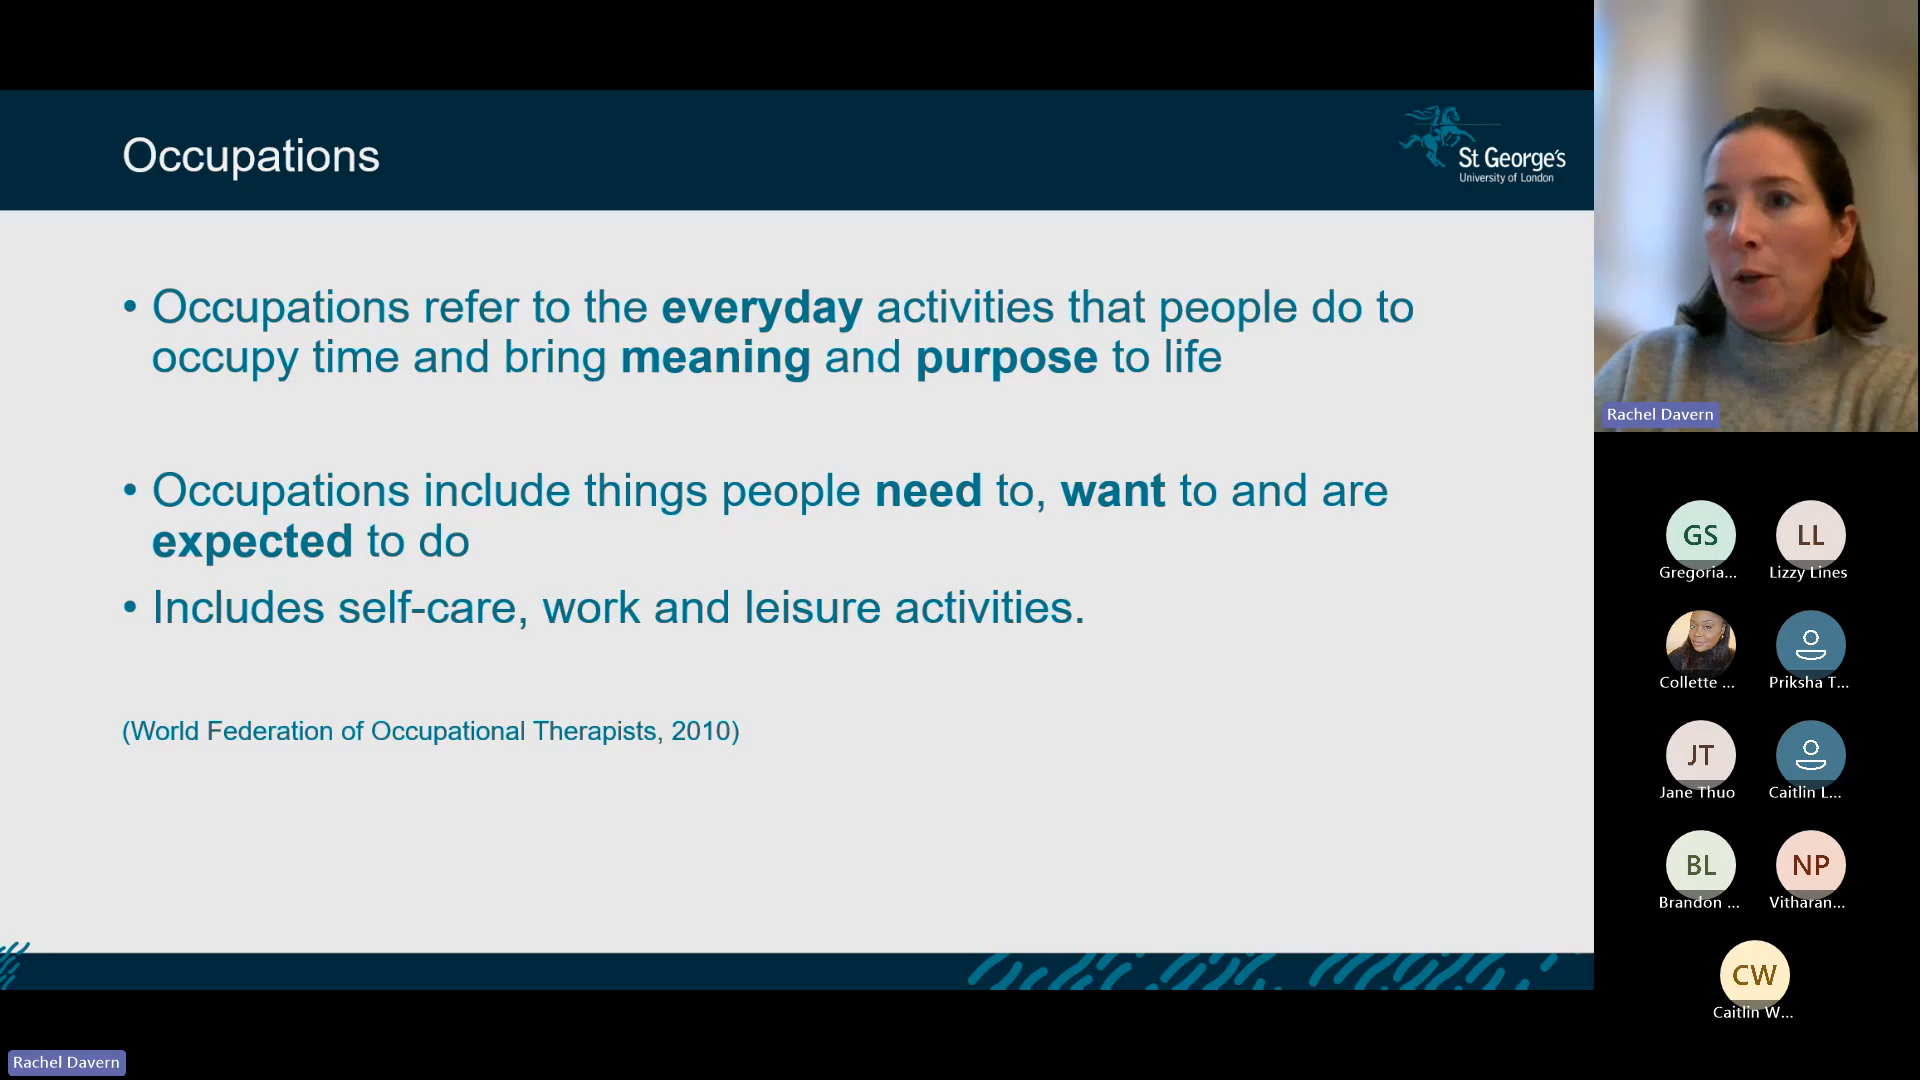 Occupations
St George's
University of London
• Occupations refer to the everyday activities that people do to
occupy time and bring meaning and purpose to life
• Occupations include things people need to, want to and are
expected to do
• Includes self-care, work and leisure activities.
(World Federation of Occupational Therapists, 2010)
Rachel Davern
GS
LL
Gregoria...
Lizzy Lines
Collette ...
Priksha T...
JT
Jane Thuo
Caitlin L...
BL
NP
Brandon ...
Vitharan...
CW
Caitlin W...
Rachel Davern